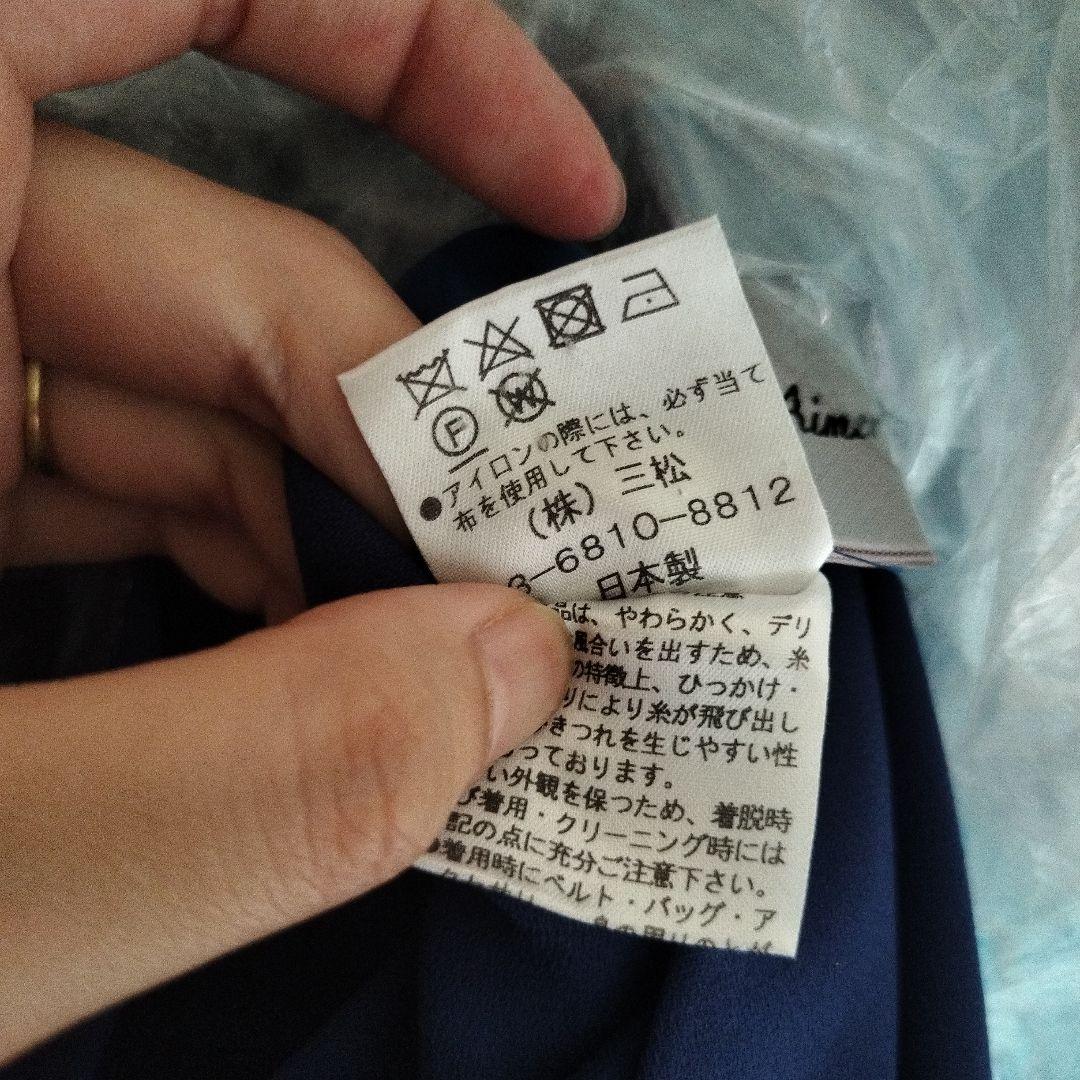 F W
●アイロンの際には、必ず当て
布を使用して下さい。
(株) 三松
3-6810-8812
日本製
品は、やわらかく、デリ
風合いを出すため、糸
の特徴上、ひっかけ・
りにより糸が飛び出し
きつれを生じやすい性
っております。
い外観を保つため、着脱時
び着用・クリーニング時には
記の点に充分ご注意下さい。
●着用時にベルト・バッグ・ア